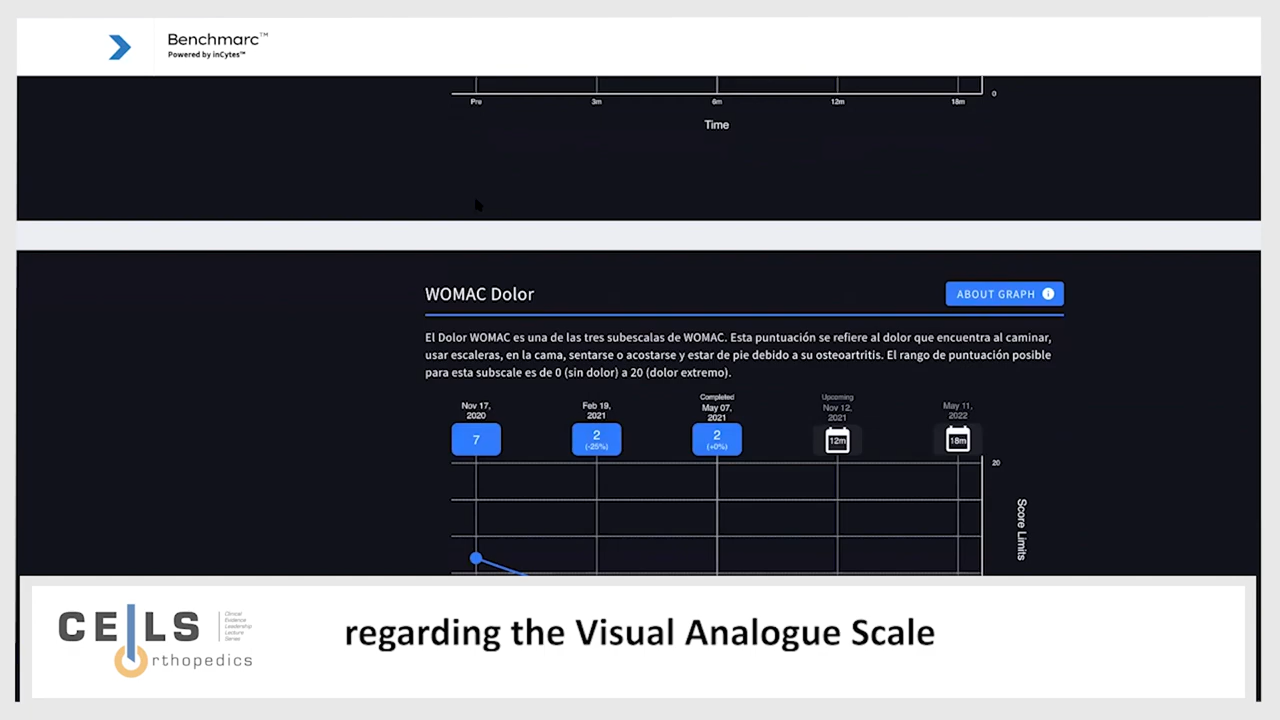 Benchmarc™
Powered by inCytes™
0
Pre 3m 6m 12m 18m
Time
WOMAC Dolor
ABOUT GRAPH i
El Dolor WOMAC es una de las tres subescalas de WOMAC. Esta puntuación se refiere al dolor que encuentra al caminar,
usar escaleras, en la cama, sentarse o acostarse y estar de pie debido a su osteoartritis. El rango de puntuación posible
para esta subscale es de 0 (sin dolor) a 20 (dolor extremo).
Nov 17,
2020
7
Feb 19,
2021
2
(-25%)
Completed
May 07,
2021
2
(+0%)
Upcoming
Nov 12,
2021
12m
May 11,
2022
18m
20
Score Limits
CELLS
Orthopedics
Clinical
Evidence
Leadership
Lecture
Series
regarding the Visual Analogue Scale